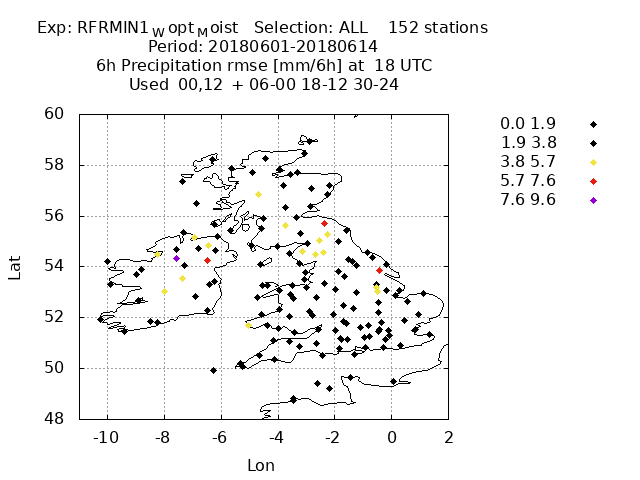 Exp: RFRMIN1WoptMoist Selection: ALL 152 stations
Period: 20180601-20180614
6h Precipitation rmse [mm/6h] at 18 UTC
Used 00,12 + 06-00 18-12 30-24
0.0 1.9
1.9 3.8
3.8 5.7
5.7 7.6
7.6 9.6
60
58
56
54
52
50
48
Lat
-10 -8 -6 -4 -2 0 2
Lon